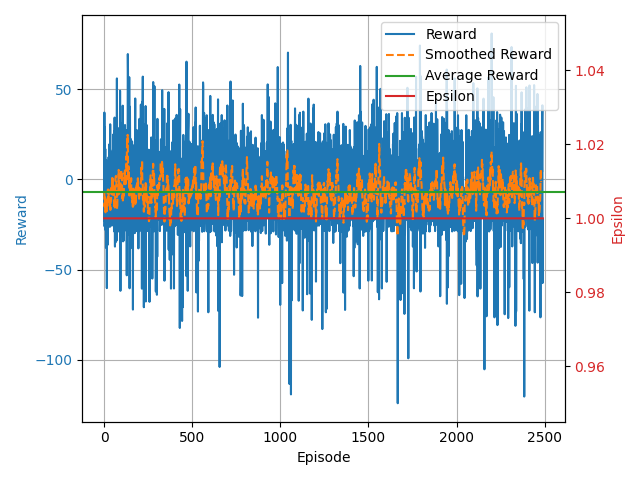 Reward
Smoothed Reward
Average Reward
Epsilon
50
0
−50
−100
Reward
1.04
1.02
1.00
0.98
0.96
Epsilon
0 500 1000 1500 2000 2500
Episode